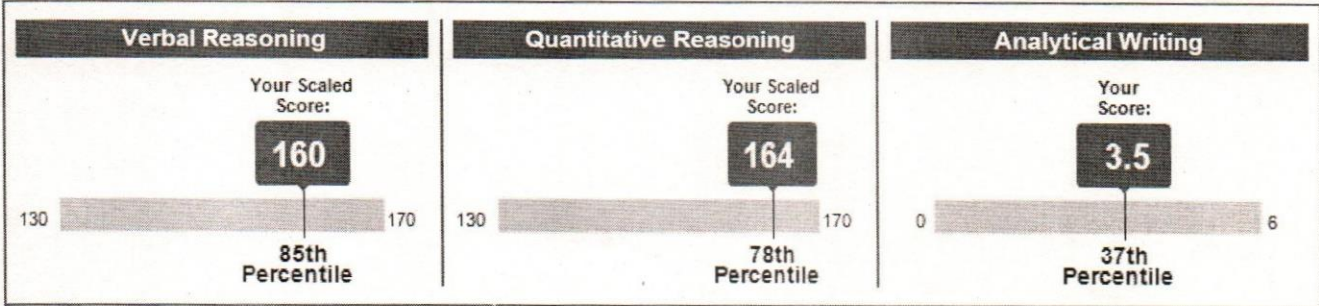 Verbal Reasoning
Your Scaled
Score:
160
130
170
85th
Percentile
Quantitative Reasoning
Your Scaled
Score:
164
130
170
78th
Percentile
Analytical Writing
Your
Score:
3.5
0
6
37th
Percentile